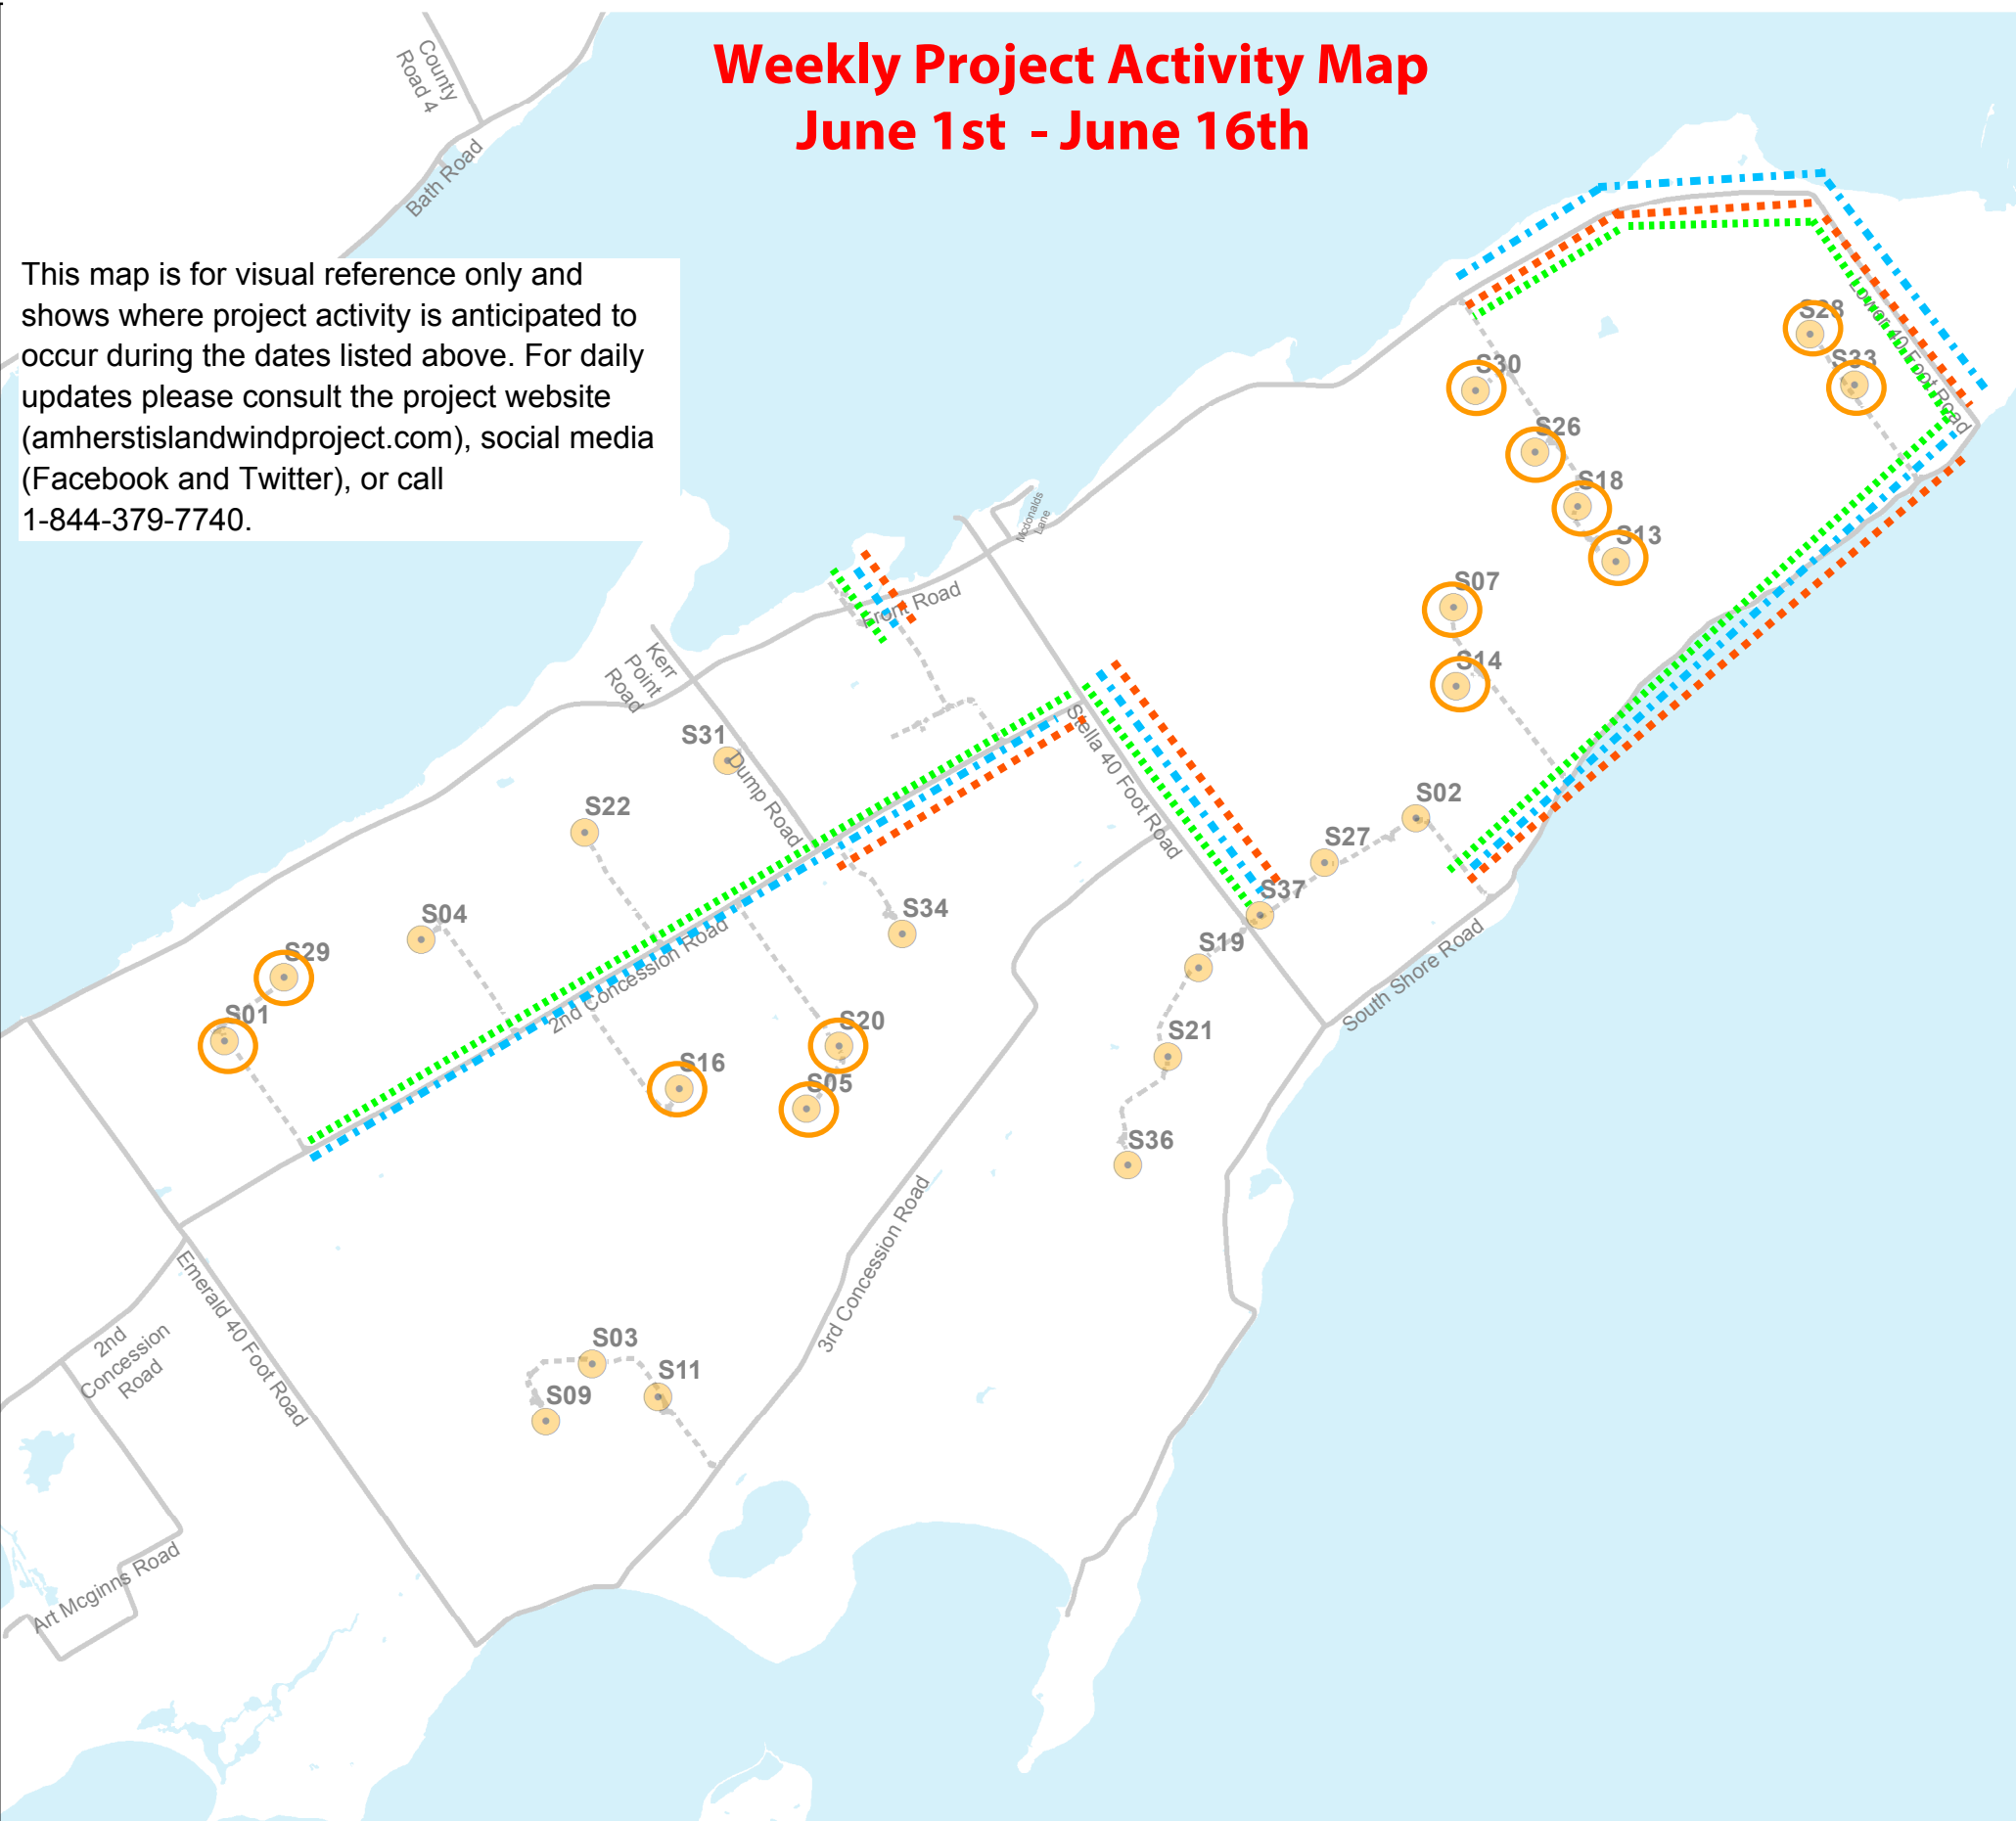 Weekly Project Activity Map
June 1st - June 16th
County
Road 4
Bath Road
This map is for visual reference only and
shows where project activity is anticipated to
occur during the dates listed above. For daily
updates please consult the project website
(amherstislandwindproject.com), social media
(Facebook and Twitter), or call
1-844-379-7740.
S28
Lower 40 Foot Road
S33
S30
S26
S18
S13
Mcdonalds
Lane
S07
Front Road
S14
Kerr
Point
Road
S31
Dump Road
Stella 40 Foot Road
S22
S02
S27
S37
S04
S34
S29
2nd Concession Road
S19
South Shore Road
S01
S20
S21
S16
S05
S36
3rd Concession Road
Emerald 40 Foot Road
2nd
Concession
Road
S03
S11
S09
Art Mcginns Road